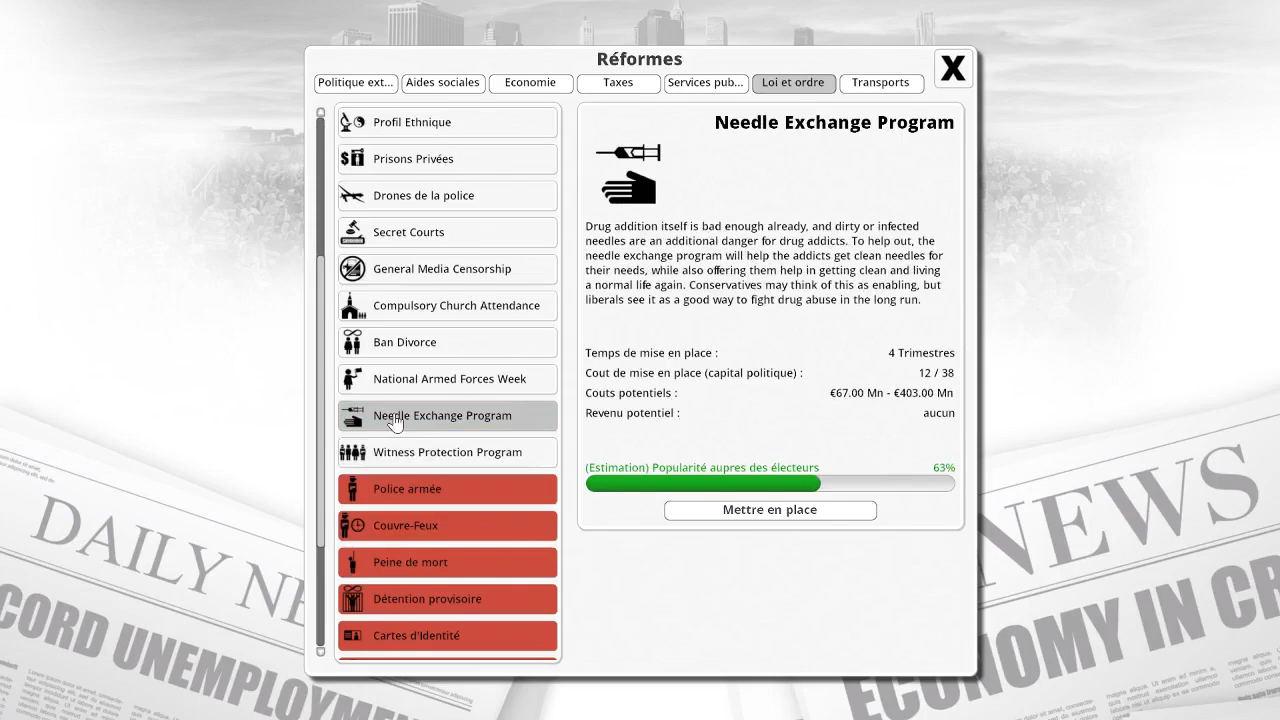 Réformes
X
Politique ext...
Aides sociales
Economie
Taxes
Services pub...
Loi et ordre
Transports
Profil Ethnique
Prisons Privées
Drones de la police
Secret Courts
General Media Censorship
Compulsory Church Attendance
Ban Divorce
National Armed Forces Week
Needle Exchange Program
Witness Protection Program
Police armée
Couvre-Feux
Peine de mort
Détention provisoire
Cartes d'Identité
Needle Exchange Program
Drug addition itself is bad enough already, and dirty or infected
needles are an additional danger for drug addicts. To help out, the
needle exchange program will help the addicts get clean needles for
their needs, while also offering them help in getting clean and living
a normal life again. Conservatives may think of this as enabling, but
liberals see it as a good way to fight drug abuse in the long run.
Temps de mise en place : 4 Trimestres
Cout de mise en place (capital politique) : 12 / 38
Couts potentiels : €67.00 Mn - €403.00 Mn
Revenu potentiel : aucun
(Estimation) Popularité aupres des électeurs 63%
Mettre en place
DAILY NE
CORD UNEMPLOYM
NEWS
ECONOMY IN CR